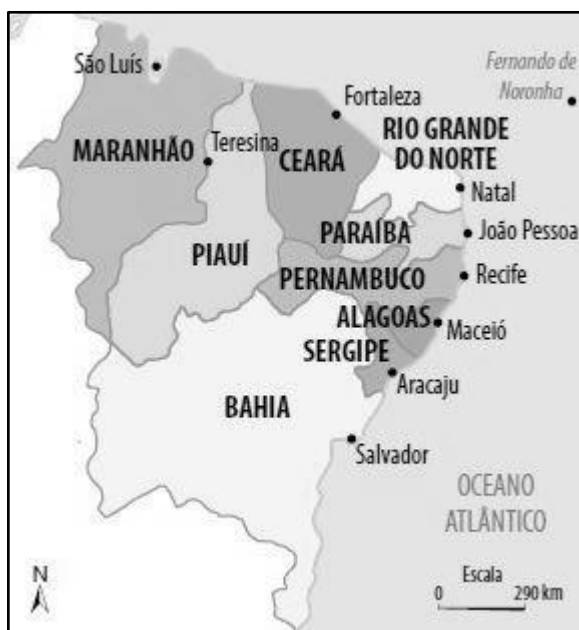 São Luís
Fernando de
Noronha
Fortaleza
RIO GRANDE
DO NORTE
MARANHÃO
Teresina
CEARÁ
Natal
PARAÍBA
João Pessoa
PIAUÍ
PERNAMBUCO
Recife
ALAGOAS
Maceió
SERGIPE
Aracaju
BAHIA
Salvador
OCEANO
ATLÂNTICO
N
Escala
0 290 km